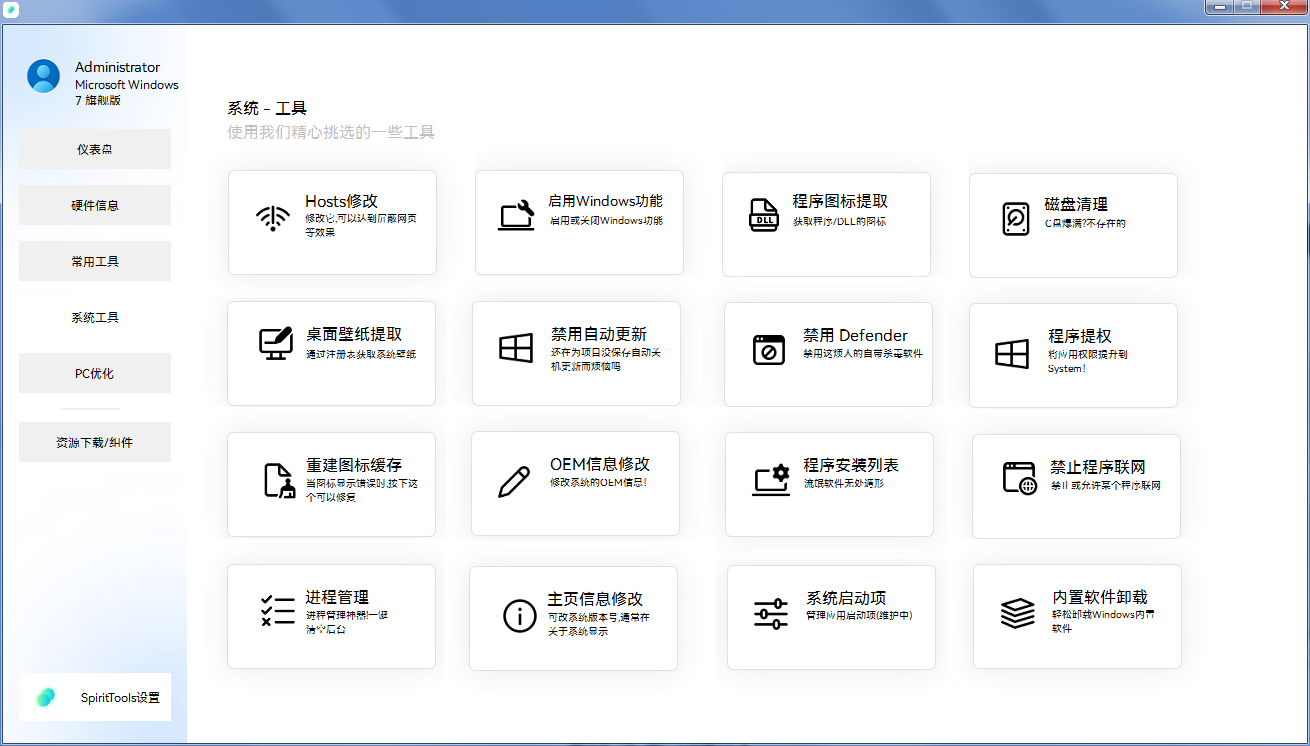 Administrator
Microsoft Windows
7 旗舰版
仪表盘
硬件信息
常用工具
系统工具
PC优化
资源下载/组件
SpiritTools设置
系统 - 工具
使用我们精心挑选的一些工具
Hosts修改
修改它,可以达到屏蔽网页
等效果
启用Windows功能
启用或关闭Windows功能
程序图标提取
获取程序/DLL的图标
DLL
磁盘清理
C盘爆满?不存在的
桌面壁纸提取
通过注册表获取系统壁纸
禁用自动更新
还在为项目没保存自动关
机更新而烦恼吗
禁用 Defender
禁用这烦人的自带杀毒软件
程序提权
将应用权限提升到
System!
重建图标缓存
当图标显示错误时,按下这
个可以修复
OEM信息修改
修改系统的OEM信息!
程序安装列表
流氓软件无处遁形
禁止程序联网
禁止或允许某个程序联网
进程管理
进程管理神器!一键
清空后台
主页信息修改
可改系统版本号,通常在
关于系统显示
系统启动项
管理应用启动项(维护中)
内置软件卸载
轻松卸载Windows内置
软件